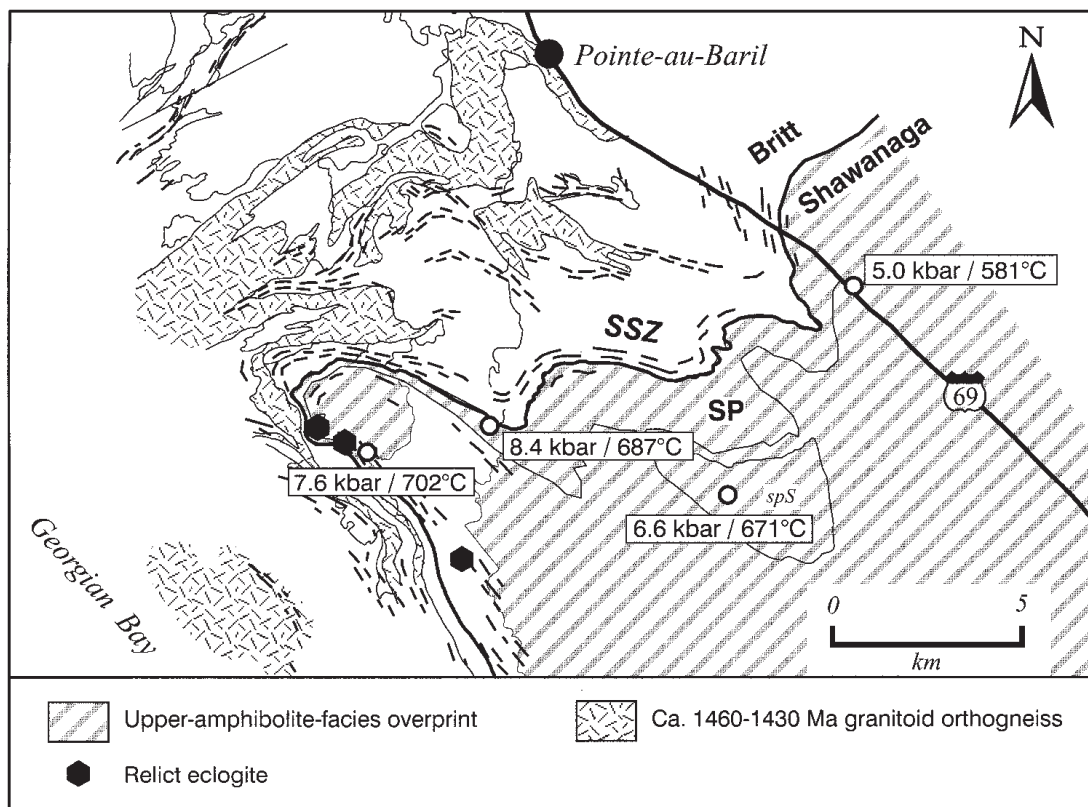 N
Pointe-au-Baril
Britt
Shawanaga
5.0 kbar / 581°C
SSZ
69
SP
8.4 kbar / 687°C
7.6 kbar / 702°C
spS
6.6 kbar / 671°C
Georgian Bay
0 5
km
Upper-amphibolite-facies overprint
Ca. 1460-1430 Ma granitoid orthogneiss
Relict eclogite